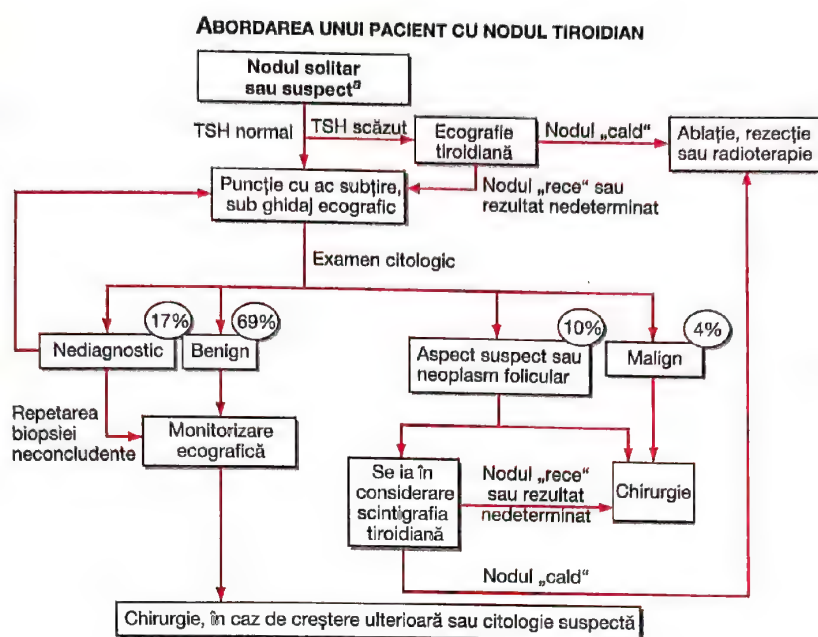 ABORDAREA UNUI PACIENT CU NODUL TIROIDIAN
Nodul solitar
sau suspectª
TSH normal
TSH scăzut
Ecografie
tiroidiană
Nodul „cald“
Ablație, rezecție
sau radioterapie
Puncție cu ac subțire,
sub ghidaj ecografic
Nodul „rece“ sau
rezultat nedeterminat
Examen citologic
17%
69%
10%
4%
Nediagnostic
Benign
Aspect suspect sau
neoplasm folicular
Malign
Repetarea
biopsiei
neconcludente
Monitorizare
ecografică
Se ia în
considerare
scintigrafia
tiroidiană
Nodul „rece“
sau rezultat
nedeterminat
Chirurgie
Nodul „cald“
Chirurgie, în caz de creștere ulterioară sau citologie suspectă